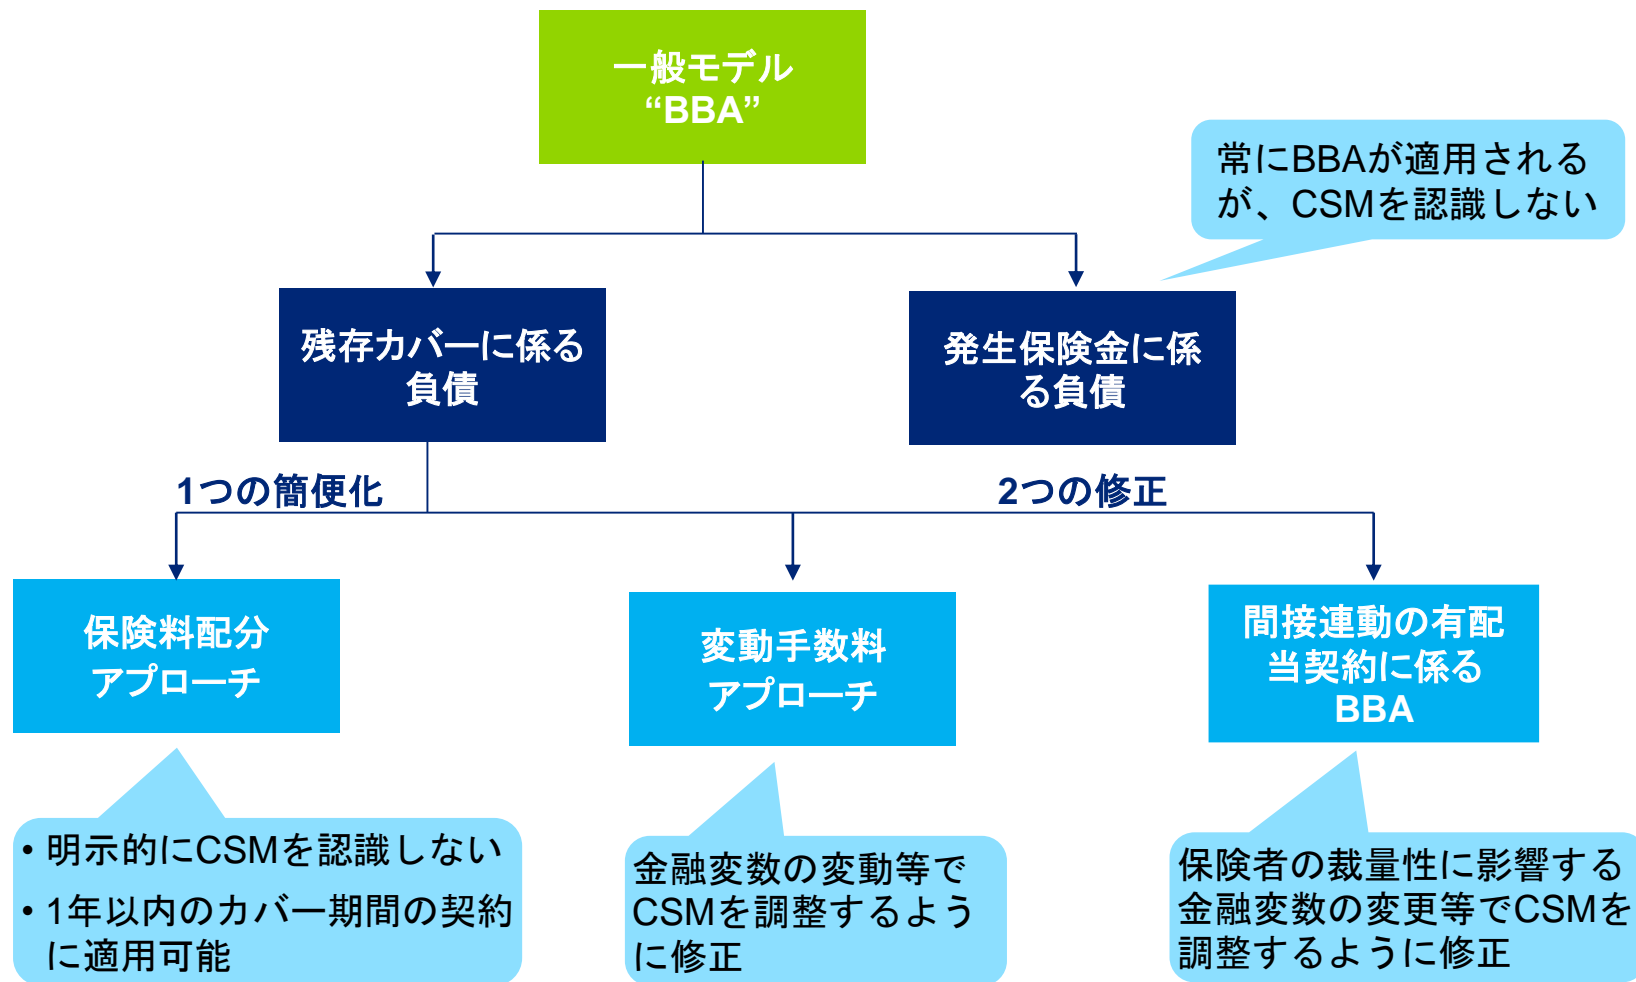 一般モデル
“BBA”
常にBBAが適用される
が、CSMを認識しない
残存カバーに係る
負債
発生保険金に係
る負債
1つの簡便化
2つの修正
保険料配分
アプローチ
変動手数料
アプローチ
間接連動の有配
当契約に係る
BBA
• 明示的にCSMを認識しない
• 1年以内のカバー期間の契約
に適用可能
金融変数の変動等で
CSMを調整するよう
に修正
保険者の裁量性に影響する
金融変数の変更等でCSMを
調整するように修正